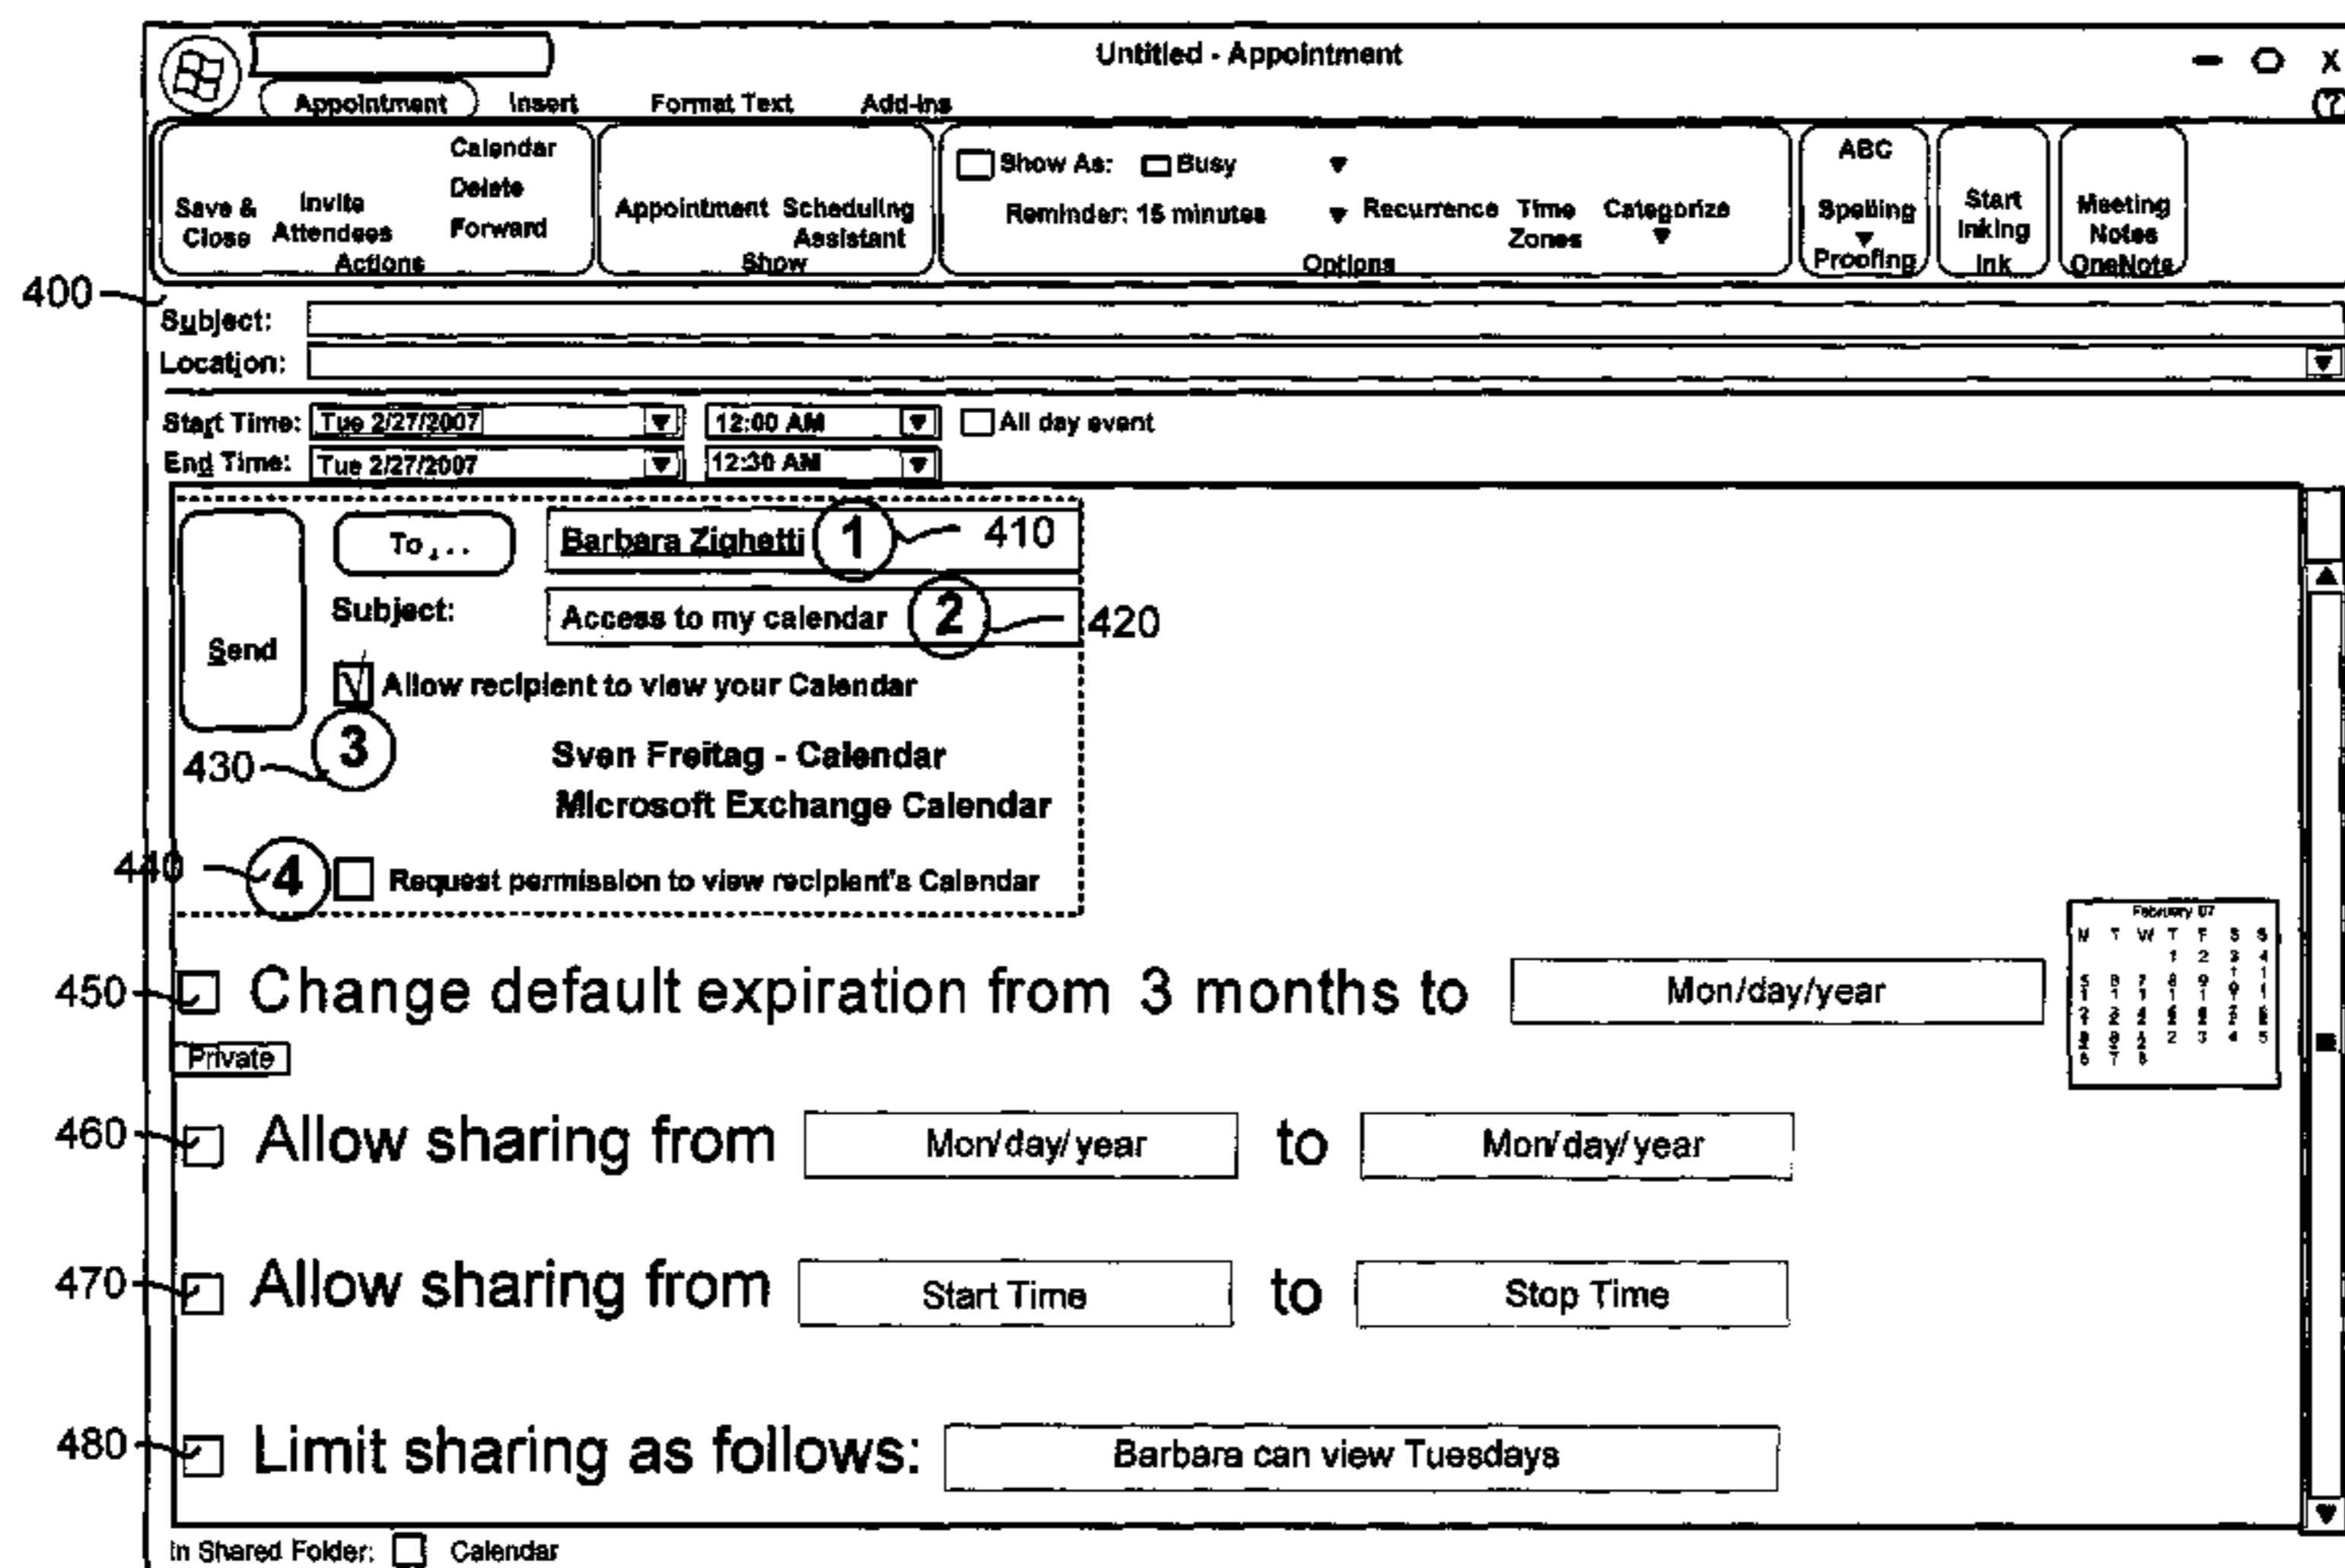 Untitled - Appointment
- O X
Appointment Insert Format Text Add-Ins
(?)
Calendar
Delete
Forward
Save & Close
Invite Attendees
Actions
Appointment
Scheduling Assistant
Show
Show As: Busy
Reminder: 15 minutes
Recurrence
Time Zones
Categorize
Options
ABC
Spelling
Proofing
Start Inking
Ink
Meeting Notes
OneNote
400
Subject:
Location:
Start Time: Tue 2/27/2007 12:00 AM All day event
End Time: Tue 2/27/2007 12:30 AM
Send
To ...
Barbara Zighetti 1 410
Subject: Access to my calendar 2 420
Allow recipient to view your Calendar
430 3
Sven Freitag - Calendar
Microsoft Exchange Calendar
440 4 Request permission to view recipient's Calendar
February 07
M T W T F S S
1 2 3 4
450 Change default expiration from 3 months to Mon/day/year
Private
460 Allow sharing from Mon/day/year to Mon/day/year
470 Allow sharing from Start Time to Stop Time
480 Limit sharing as follows: Barbara can view Tuesdays
In Shared Folder: Calendar